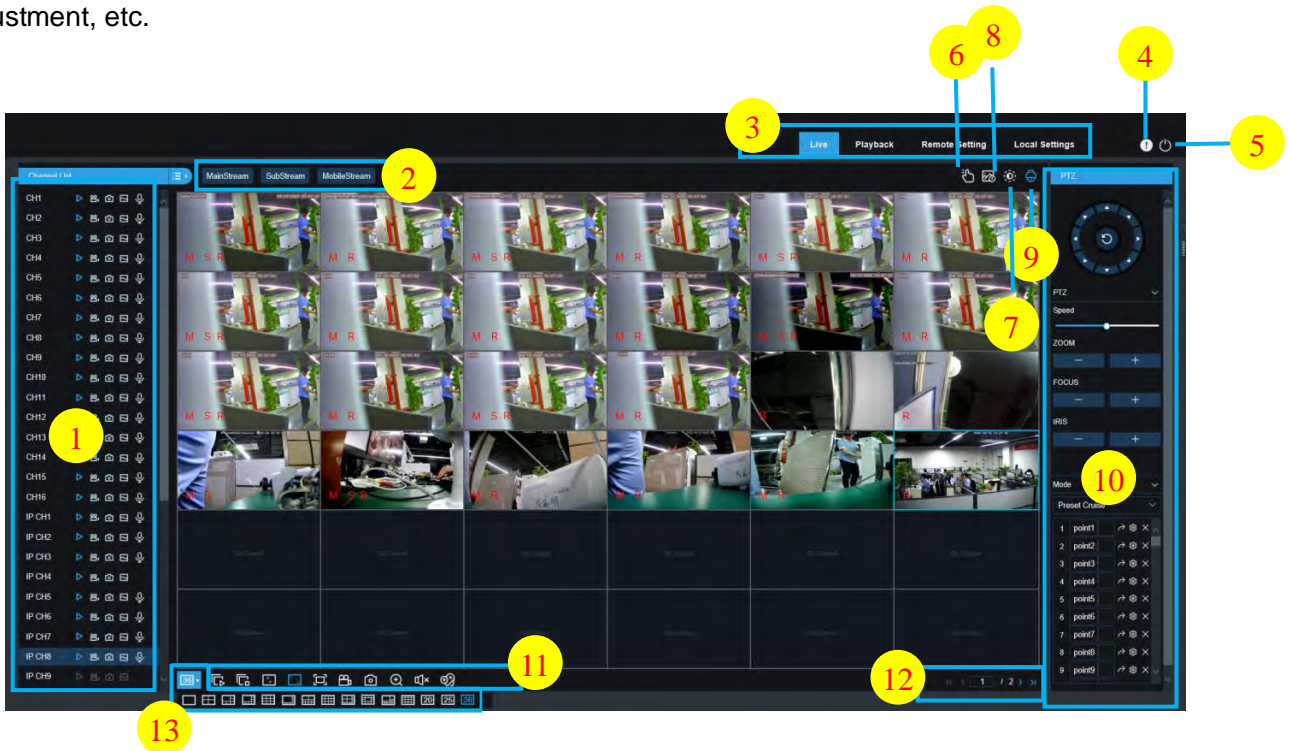 ustment, etc.
6
8
4
3
5
Live Playback Remote Setting Local Settings
Channel List
MainStream SubStream MobileStream
2
PTZ
CH1
CH2
CH3
CH4
CH5
CH6
CH7
CH8
CH9
CH10
CH11
CH12
CH13
CH14
CH15
CH16
IP CH1
IP CH2
IP CH3
IP CH4
IP CH5
IP CH6
IP CH7
IP CH8
IP CH9
1
M S R
M R
M S R
M R
M S R
M R
M S R
M R
M S R
M R
M S R
M R
M S R
M R
M S R
M R
R
R
M S R
9
7
PTZ
Speed
ZOOM
FOCUS
IRIS
Mode
10
Preset Cruise
1 point1
2 point2
3 point3
4 point4
5 point5
6 point6
7 point7
8 point8
9 point9
11
12
36
1 / 2
20 25 36
13